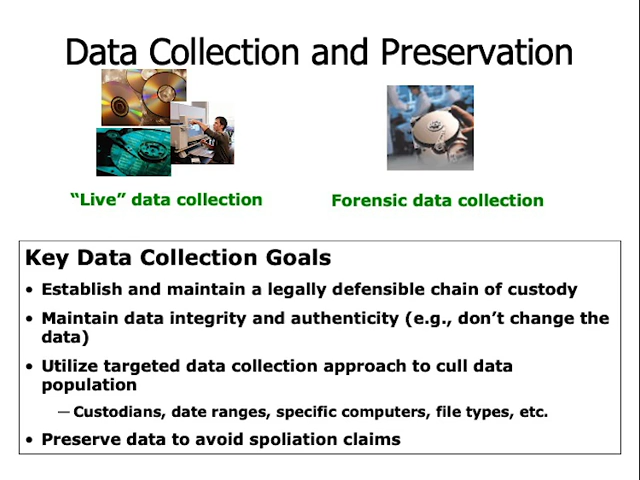 Data Collection and Preservation
“Live” data collection
Forensic data collection
Key Data Collection Goals
• Establish and maintain a legally defensible chain of custody
• Maintain data integrity and authenticity (e.g., don’t change the
data)
• Utilize targeted data collection approach to cull data
population
— Custodians, date ranges, specific computers, file types, etc.
• Preserve data to avoid spoliation claims